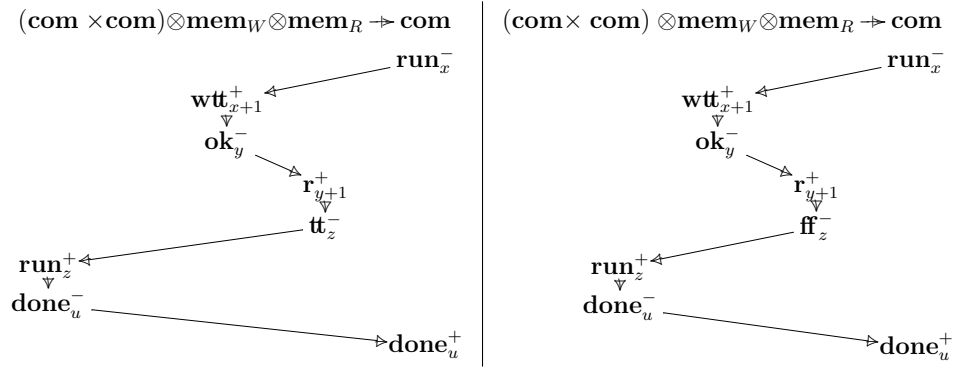 (com ×com)⊗mem_W⊗mem_R ⇸ com
run_x^-
wtt_{x+1}^+
ok_y^-
r_{y+1}^+
tt_z^-
run_z^+
done_u^-
done_u^+
(com× com) ⊗mem_W⊗mem_R ⇸ com
run_x^-
wtt_{x+1}^+
ok_y^-
r_{y+1}^+
ff_z^-
run_z^+
done_u^-
done_u^+